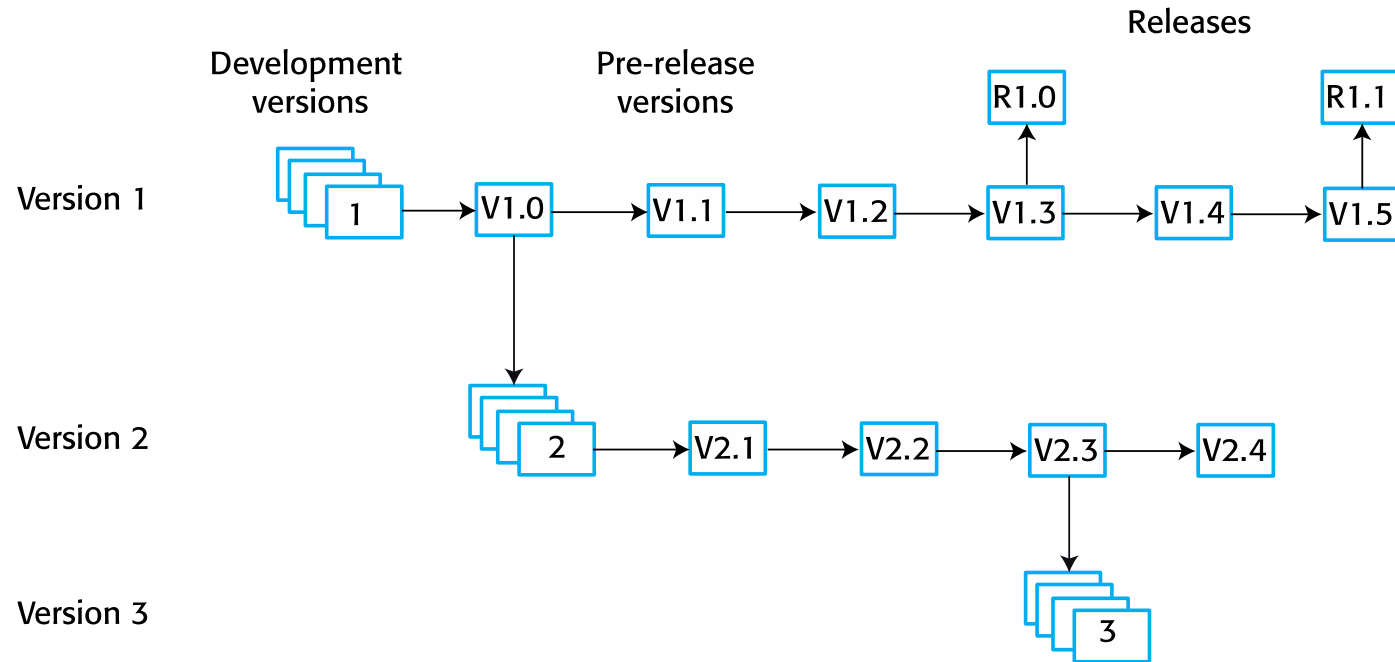 Releases
Development
versions
Pre-release
versions
R1.0
R1.1
Version 1
1
V1.0
V1.1
V1.2
V1.3
V1.4
V1.5
Version 2
2
V2.1
V2.2
V2.3
V2.4
Version 3
3